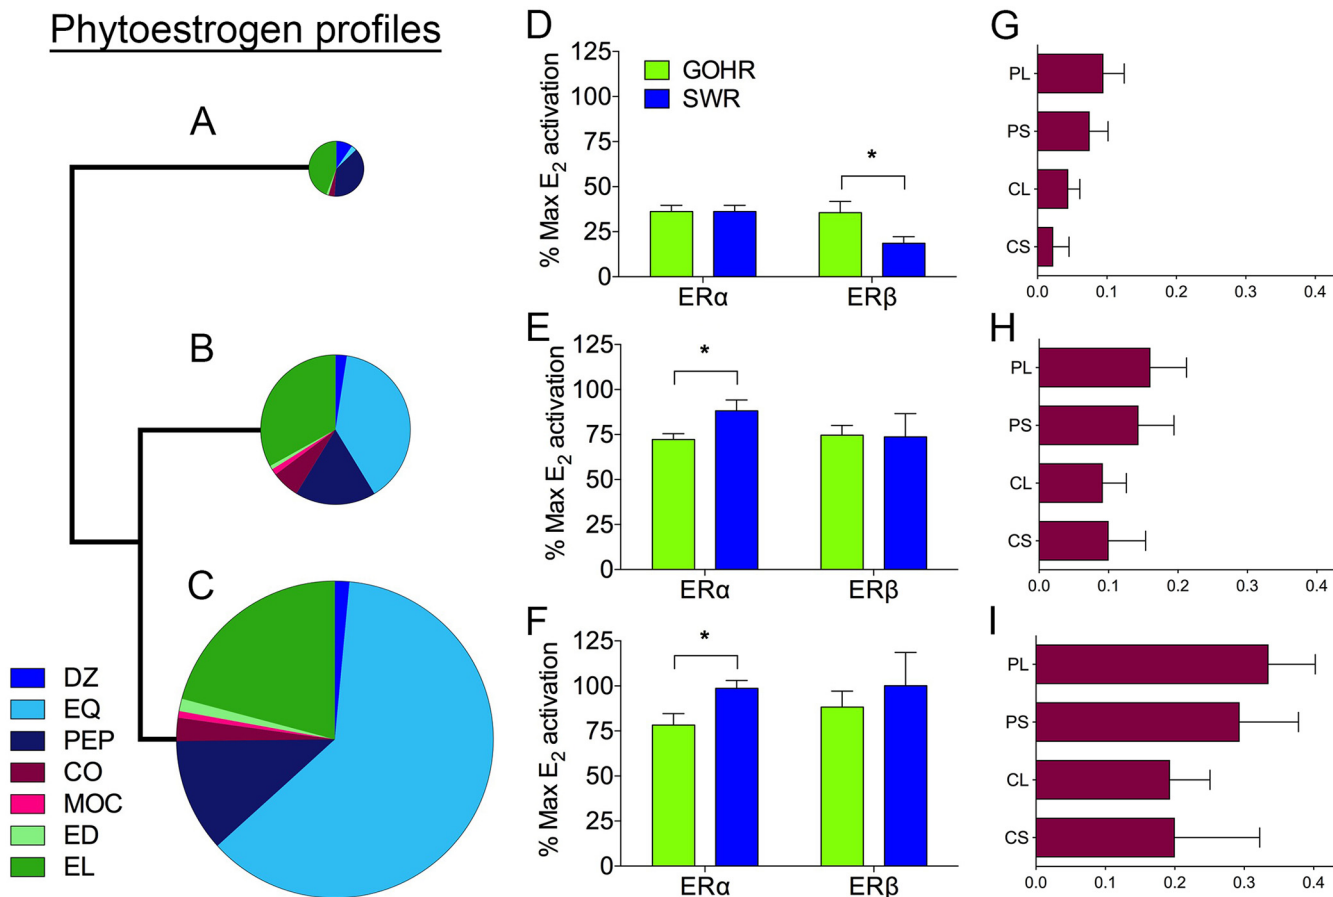 Phytoestrogen profiles
A
B
C
DZ
EQ
PEP
CO
MOC
ED
EL
D
% Max E2 activation
125
100
75
50
25
0
GOHR
SWR
*
ERα
ERβ
E
% Max E2 activation
125
100
75
50
25
0
*
ERα
ERβ
F
% Max E2 activation
125
100
75
50
25
0
*
ERα
ERβ
G
PL
PS
CL
CS
0.0 0.1 0.2 0.3 0.4
H
PL
PS
CL
CS
0.0 0.1 0.2 0.3 0.4
I
PL
PS
CL
CS
0.0 0.1 0.2 0.3 0.4